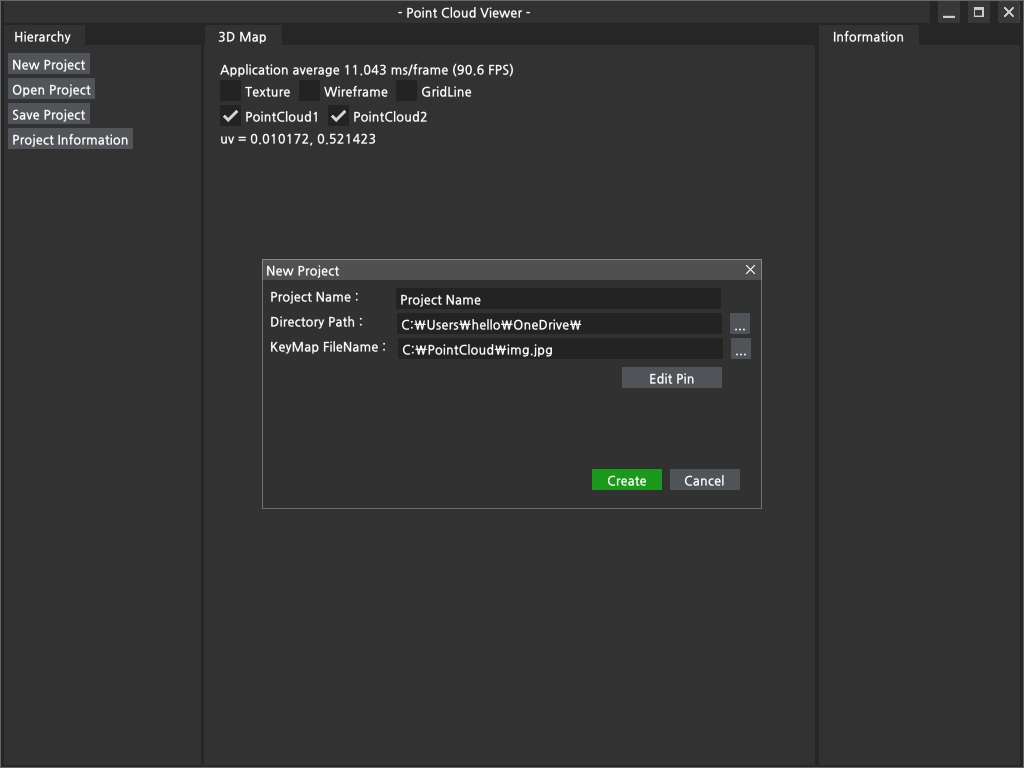 - Point Cloud Viewer -
Hierarchy
3D Map
Information
New Project
Open Project
Save Project
Project Information
Application average 11.043 ms/frame (90.6 FPS)
Texture Wireframe GridLine
PointCloud1 PointCloud2
uv = 0.010172, 0.521423
New Project
Project Name : Project Name
Directory Path : C:₩Users₩hello₩OneDrive₩ ...
KeyMap FileName : C:₩PointCloud₩img.jpg ...
Edit Pin
Create Cancel